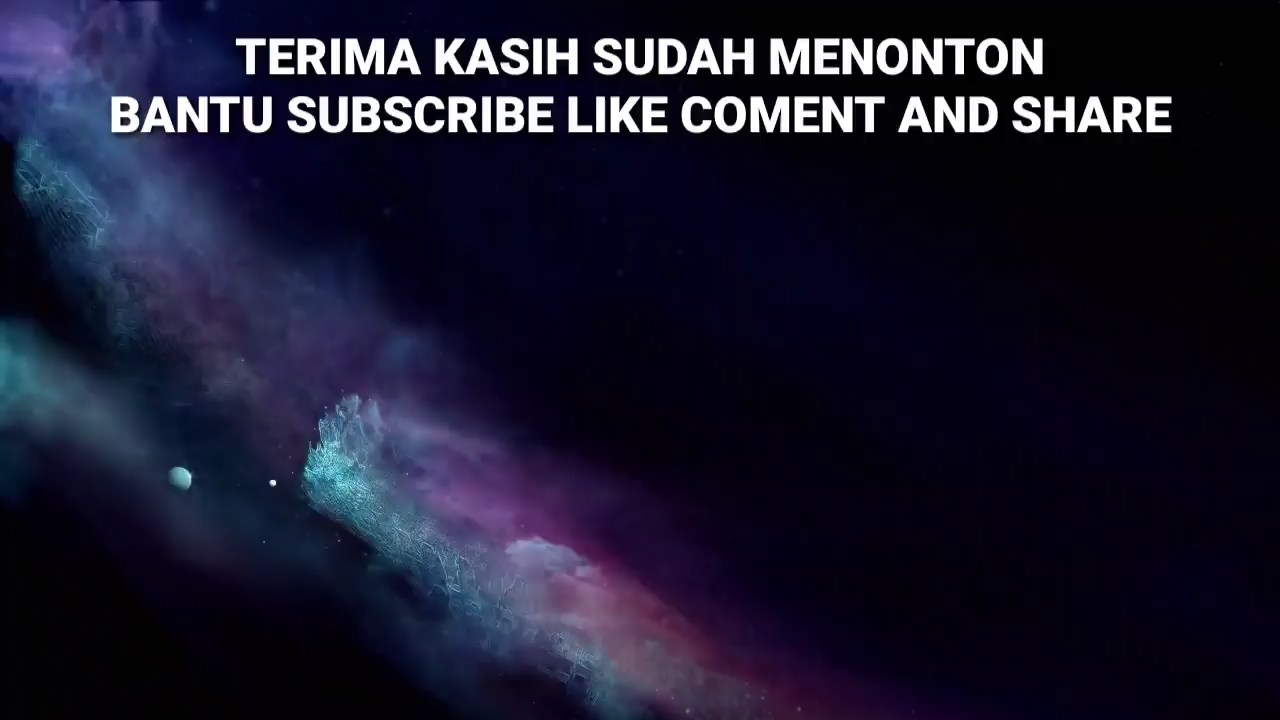 TERIMA KASIH SUDAH MENONTON
BANTU SUBSCRIBE LIKE COMENT AND SHARE